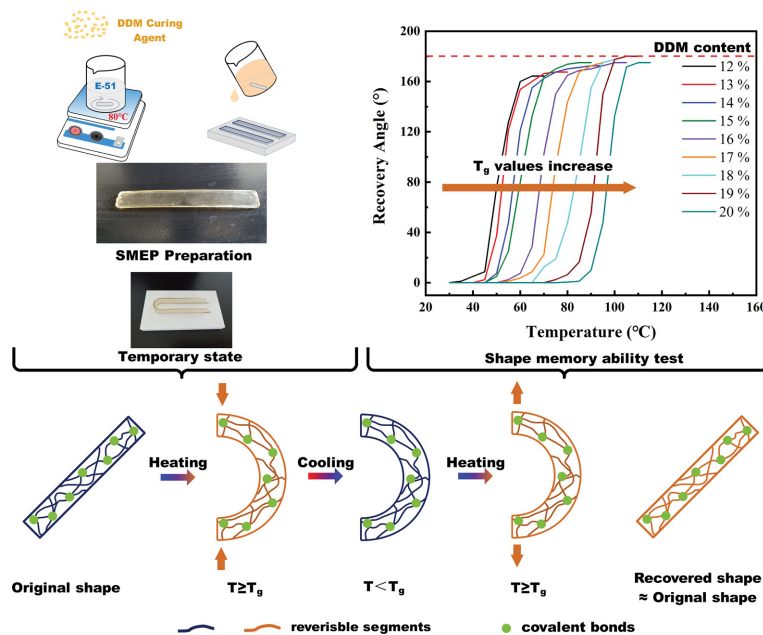 DDM Curing
Agent
E-51
80°C
SMEP Preparation
200
160
120
80
40
0
Recovery Angle (°)
20 40 60 80 100 120 140 160
Temperature (°C)
DDM content
12 %
13 %
14 %
15 %
16 %
17 %
18 %
19 %
20 %
Tg values increase
Temporary state
Shape memory ability test
Heating
Cooling
Heating
Original shape
T≥Tg
T<Tg
T≥Tg
Recovered shape
≈ Orignal shape
reverisble segments
covalent bonds